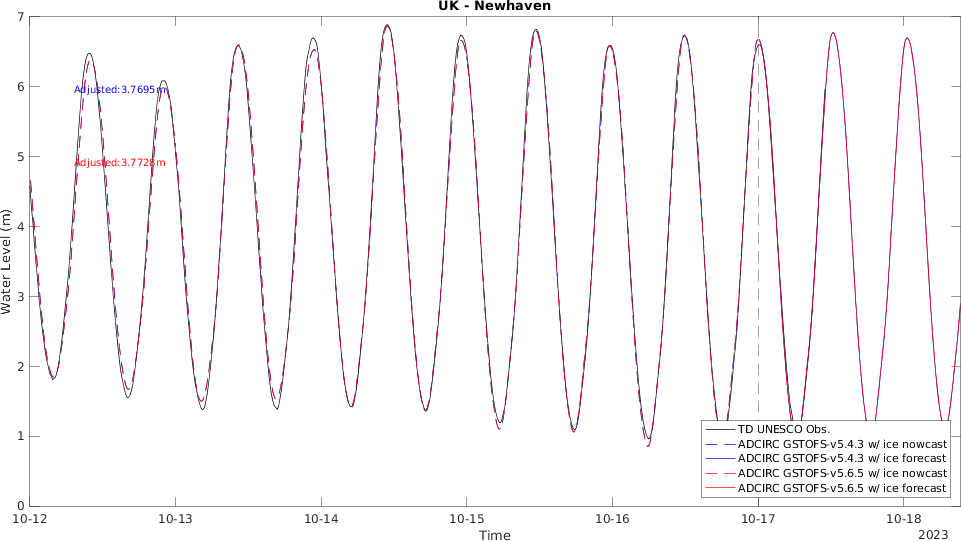 UK - Newhaven
7
6
5
4
3
2
1
0
Water Level (m)
Adjusted:3.7695m
Adjusted:3.7728m
TD UNESCO Obs.
ADCIRC GSTOFS-v5.4.3 w/ ice nowcast
ADCIRC GSTOFS-v5.4.3 w/ ice forecast
ADCIRC GSTOFS-v5.6.5 w/ ice nowcast
ADCIRC GSTOFS-v5.6.5 w/ ice forecast
10-12 10-13 10-14 10-15 10-16 10-17 10-18
Time
2023